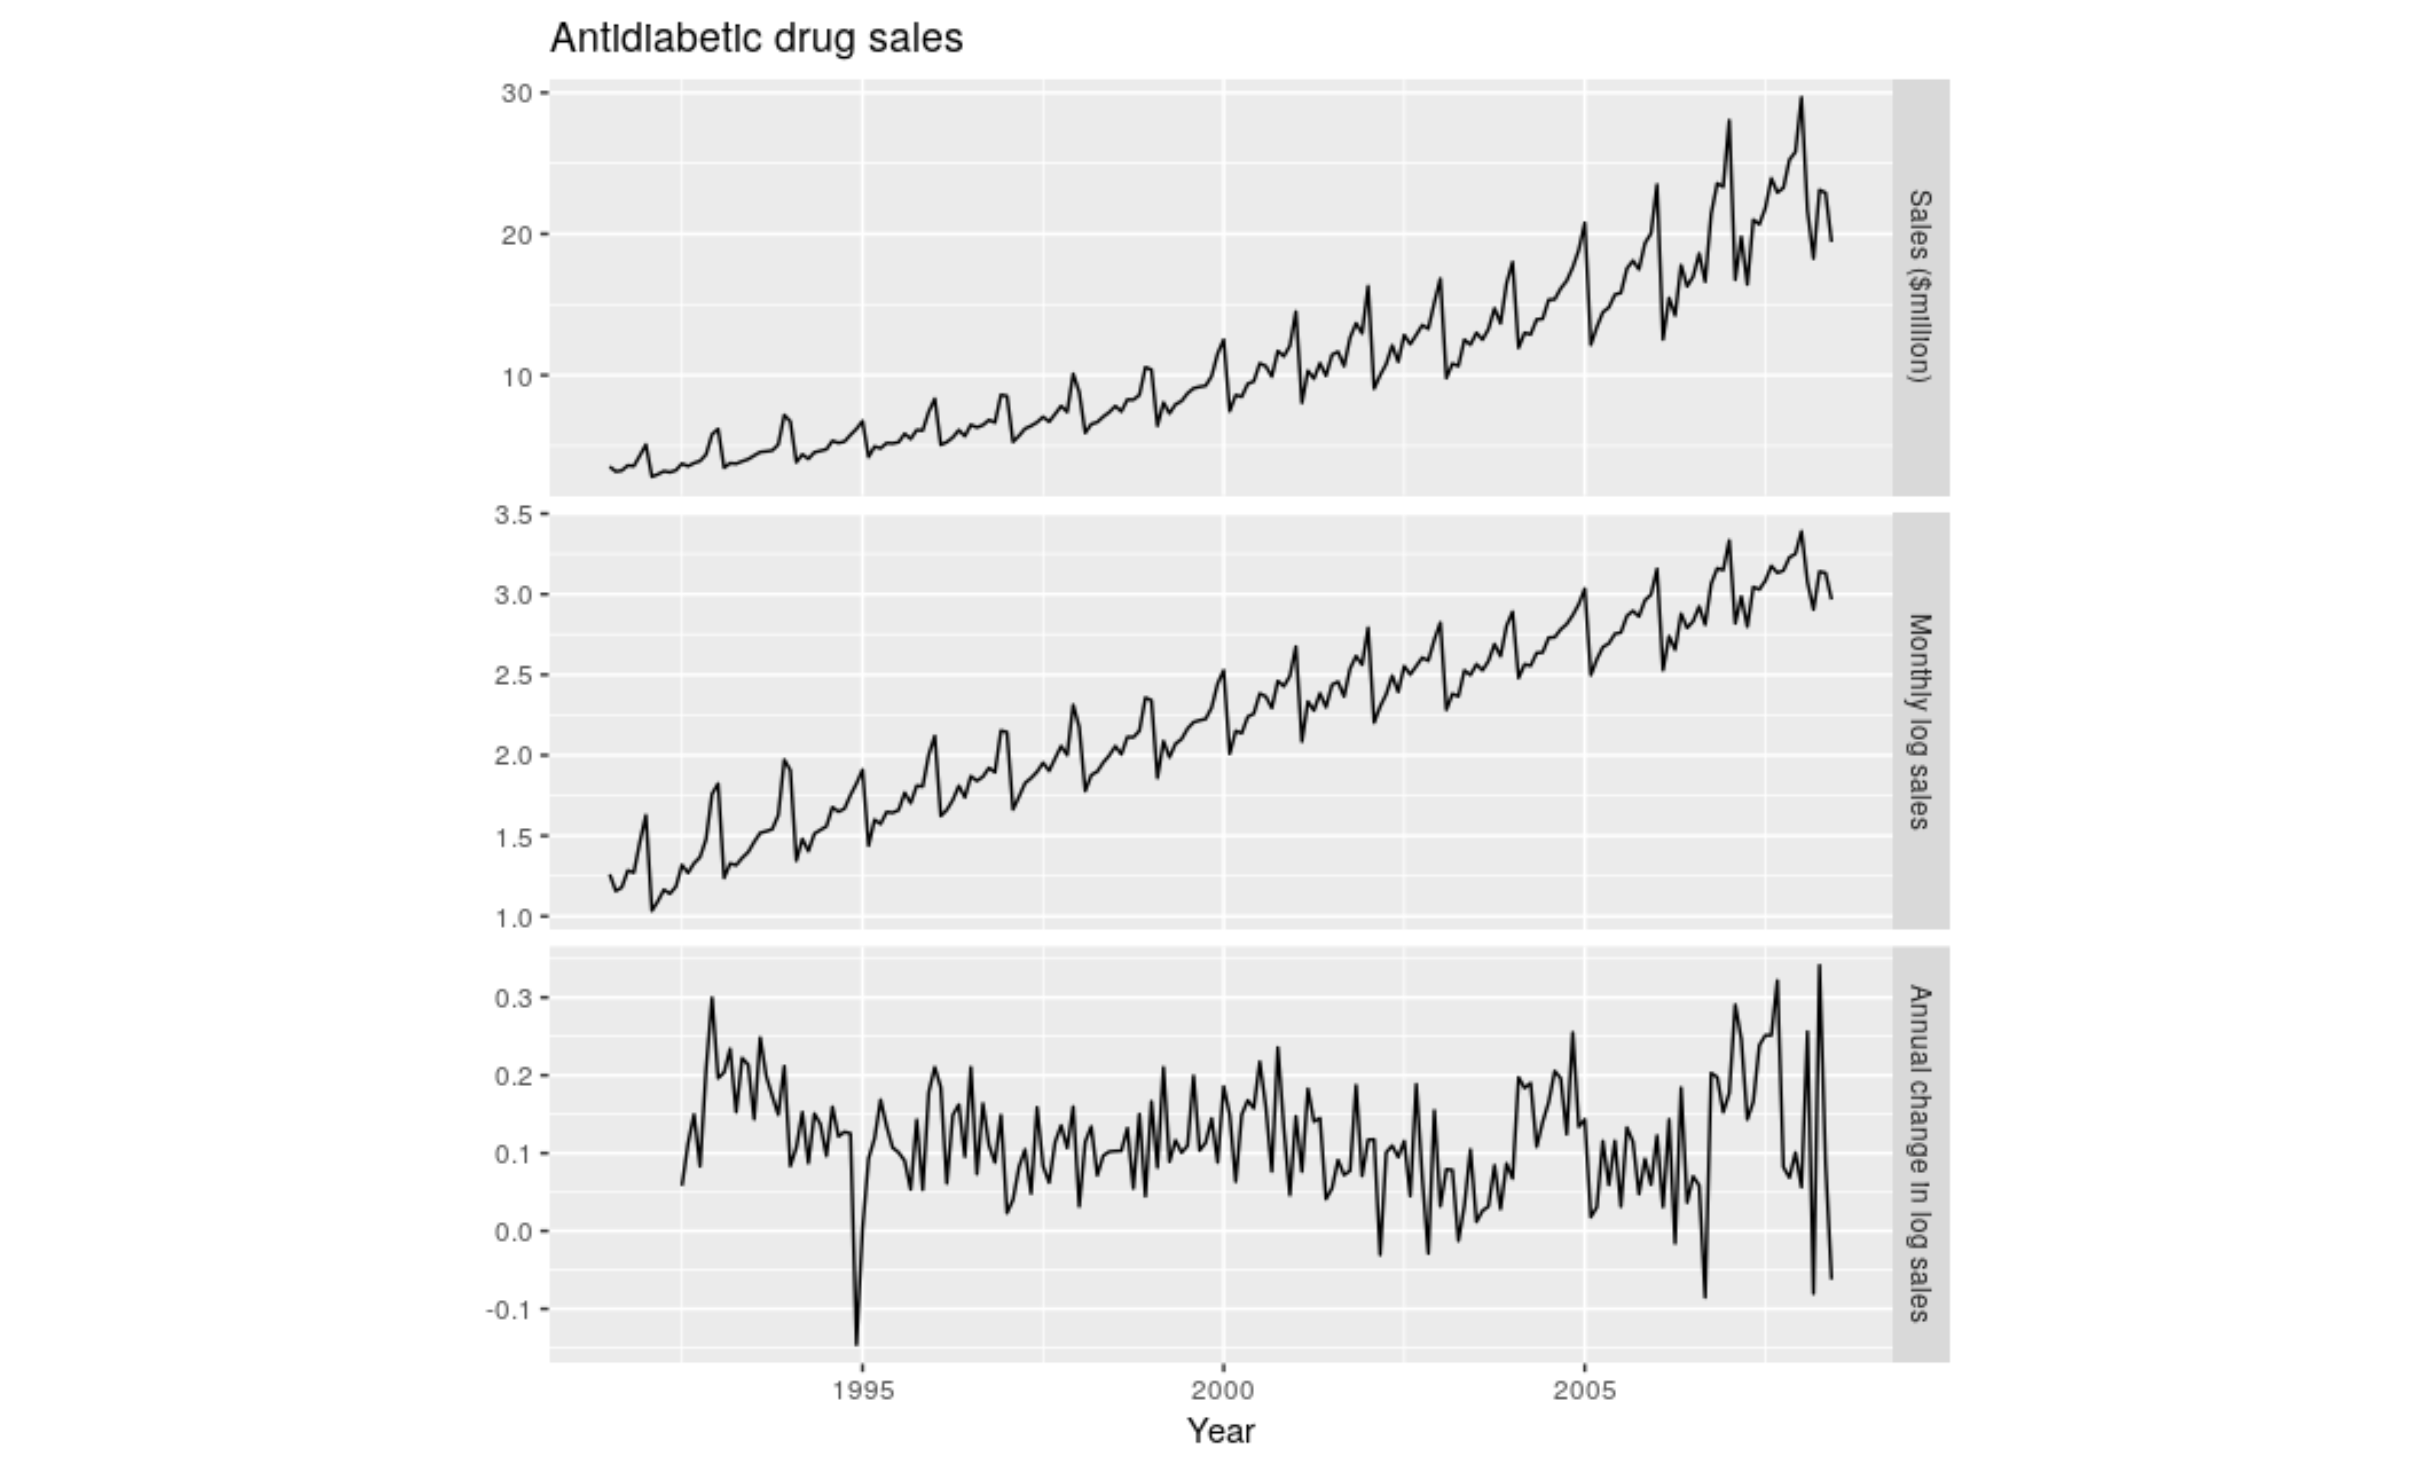 Antidiabetic drug sales
30
20
10
Sales ($million)
3.5
3.0
2.5
2.0
1.5
1.0
Monthly log sales
0.3
0.2
0.1
0.0
-0.1
Annual change in log sales
1995 2000 2005
Year